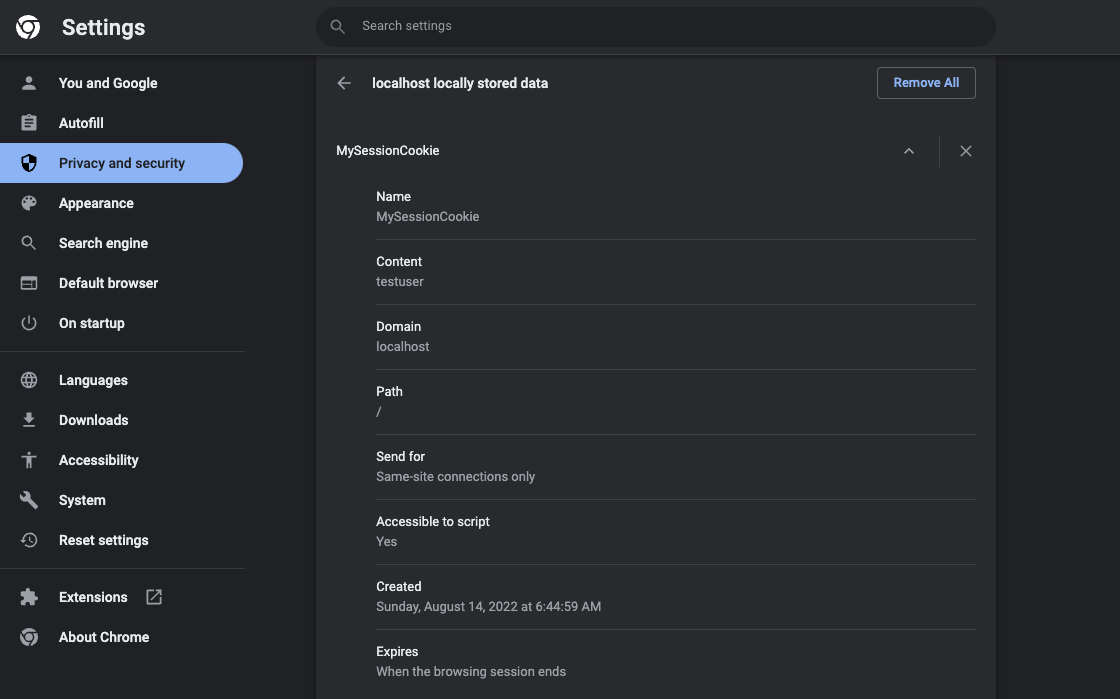 Settings
Search settings
You and Google
Autofill
Privacy and security
Appearance
Search engine
Default browser
On startup
Languages
Downloads
Accessibility
System
Reset settings
Extensions
About Chrome
localhost locally stored data
Remove All
MySessionCookie
Name
MySessionCookie
Content
testuser
Domain
localhost
Path
/
Send for
Same-site connections only
Accessible to script
Yes
Created
Sunday, August 14, 2022 at 6:44:59 AM
Expires
When the browsing session ends